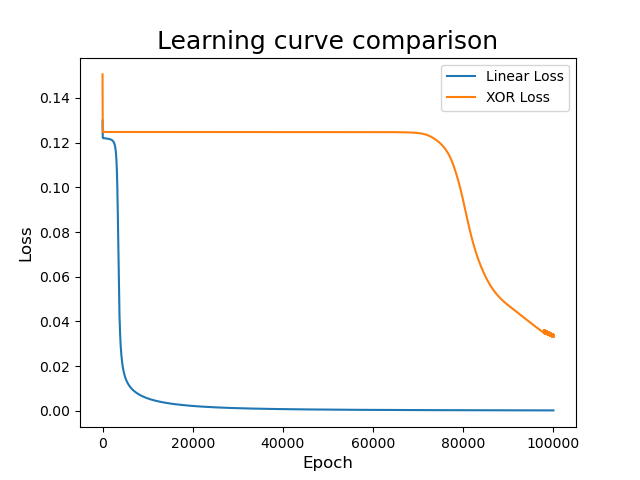 Learning curve comparison
Linear Loss
XOR Loss
0.14
0.12
0.10
0.08
0.06
0.04
0.02
0.00
Loss
0 20000 40000 60000 80000 100000
Epoch